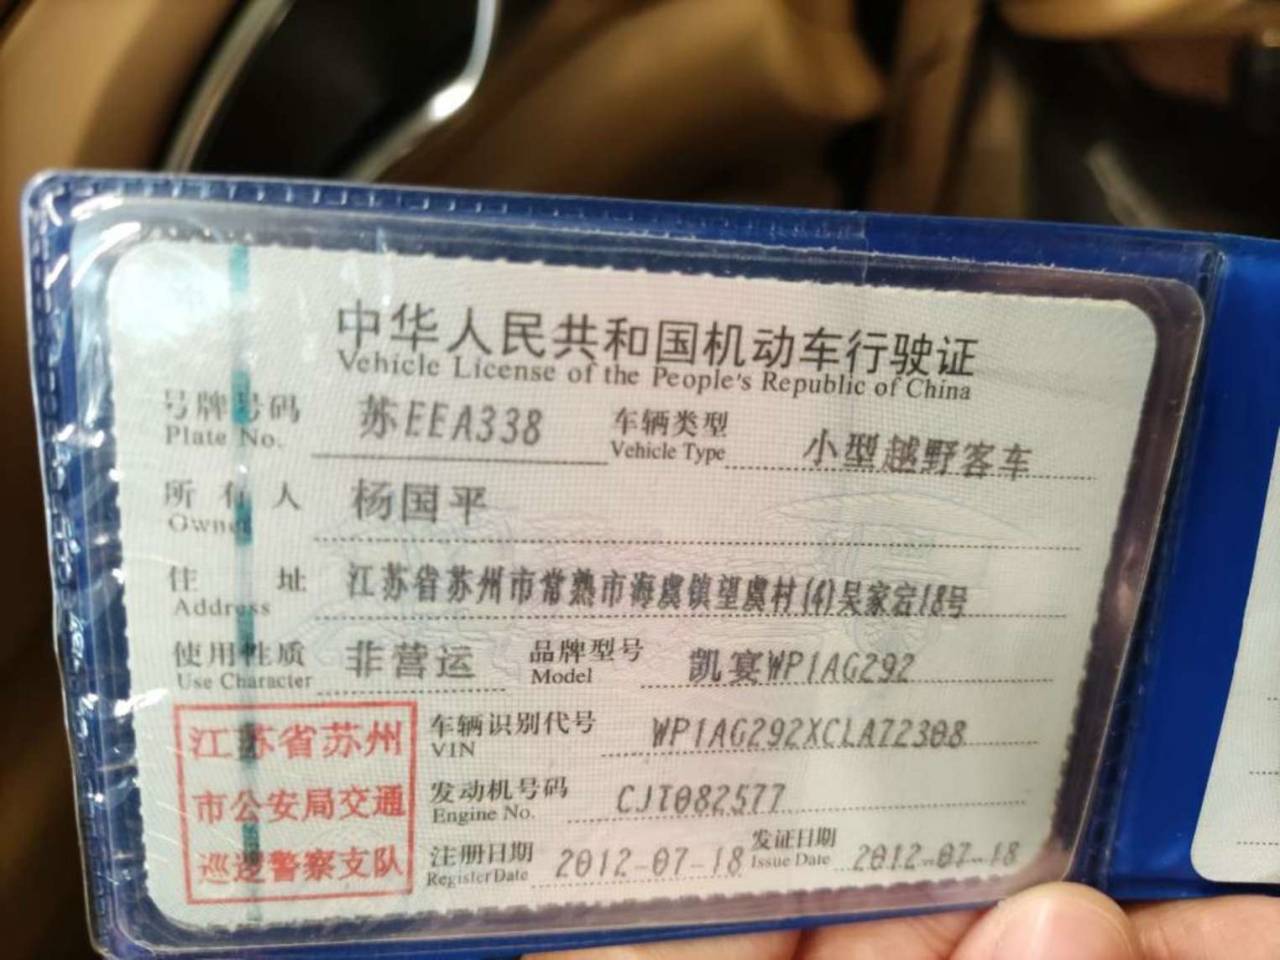 中华人民共和国机动车行驶证
Vehicle License of the People's Republic of China
号牌号码 苏EEA338 车辆类型 小型越野客车
Plate No. Vehicle Type
所有人 杨国平
Owner
住址 江苏省苏州市常熟市海虞镇望虞村(4)吴家宕18号
Address
使用性质 非营运 品牌型号 凯宴WP1AG292
Use Character Model
江苏省苏州
市公安局交通
巡逻警察支队
车辆识别代号 WP1AG292XCLA72308
VIN
发动机号码 CJT082577
Engine No.
注册日期 2012-07-18 发证日期 2012-07-18
Register Date Issue Date